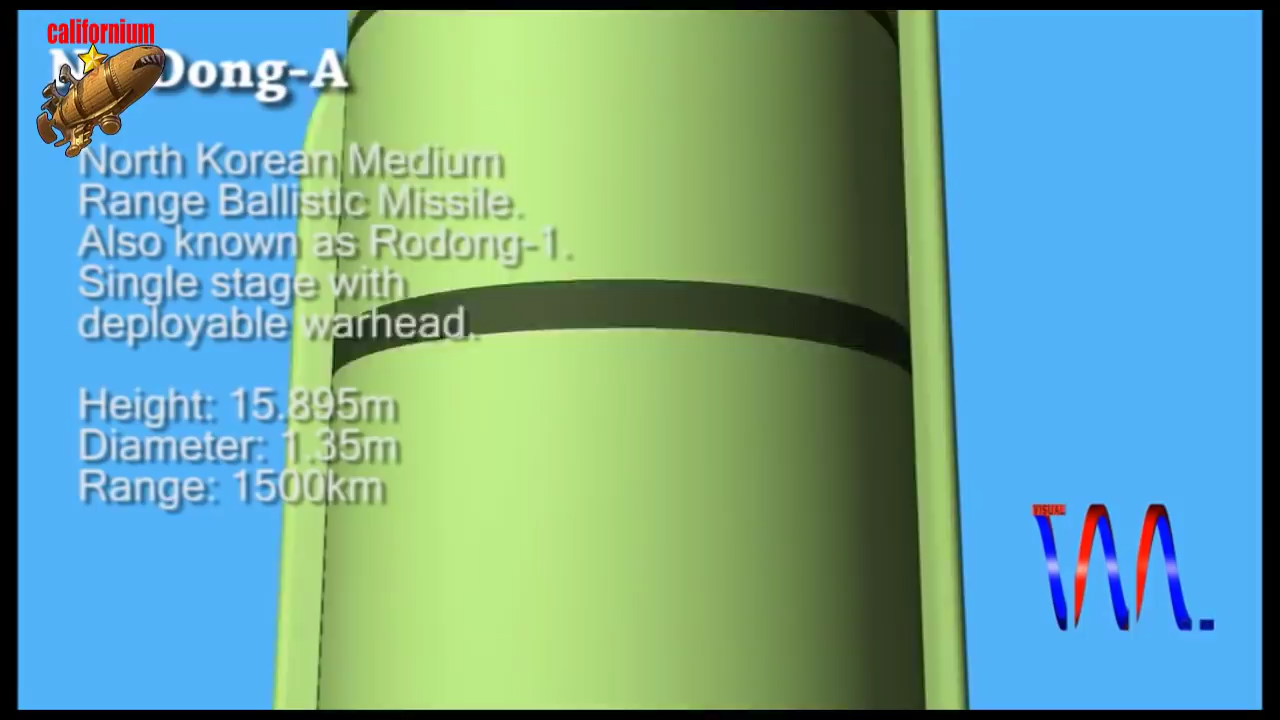 californium
Dong-A
North Korean Medium
Range Ballistic Missile.
Also known as Rodong-1.
Single stage with
deployable warhead.
Height: 15.895m
Diameter: 1.35m
Range: 1500km
VISUAL